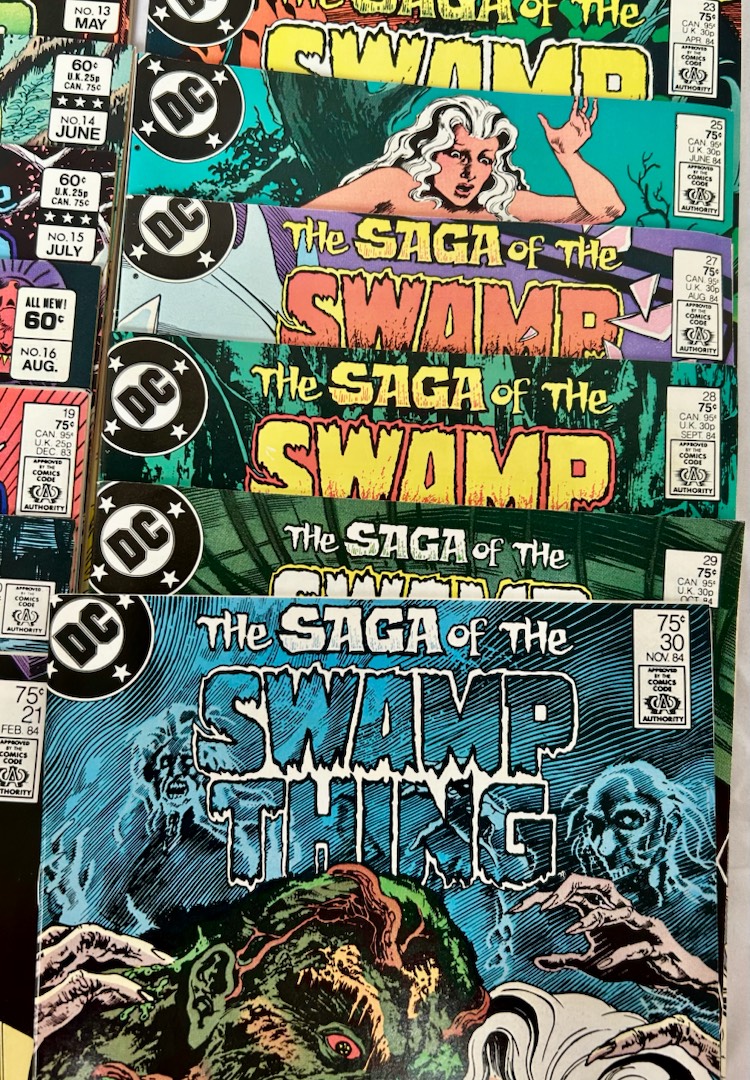 NO. 13
MAY
60¢
U.K. 25p
CAN. 75¢
NO. 14
JUNE
60¢
U.K. 25p
CAN. 75¢
NO. 15
JULY
ALL NEW!
60¢
NO. 16
AUG.
19
75¢
CAN. 95¢
U.K. 25p
DEC. 83
APPROVED
BY THE
COMICS
CODE
AUTHORITY
APPROVED
BY THE
COMICS
CODE
AUTHORITY
75¢
21
FEB. 84
APPROVED
BY THE
COMICS
CODE
THORITY
SAGA OF THE
SWAMP
23
75¢
CAN. 95¢
U.K. 30p
APR. 84
APPROVED
BY THE
COMICS
CODE
AUTHORITY
DC
25
75¢
CAN. 95¢
U.K. 30p
JUNE 84
APPROVED
BY THE
COMICS
CODE
AUTHORITY
DC
THE SAGA OF THE
SWAMP
27
75¢
CAN. 95¢
U.K. 30p
AUG. 84
APPROVED
BY THE
COMICS
CODE
AUTHORITY
DC
THE SAGA OF THE
SWAMP
28
75¢
CAN. 95¢
U.K. 30p
SEPT. 84
APPROVED
BY THE
COMICS
CODE
AUTHORITY
DC
THE SAGA OF THE
SWAMP
29
75¢
CAN. 95¢
U.K. 30p
OCT. 84
DC
THE SAGA OF THE
SWAMP
THING
75¢
30
NOV. 84
APPROVED
BY THE
COMICS
CODE
AUTHORITY